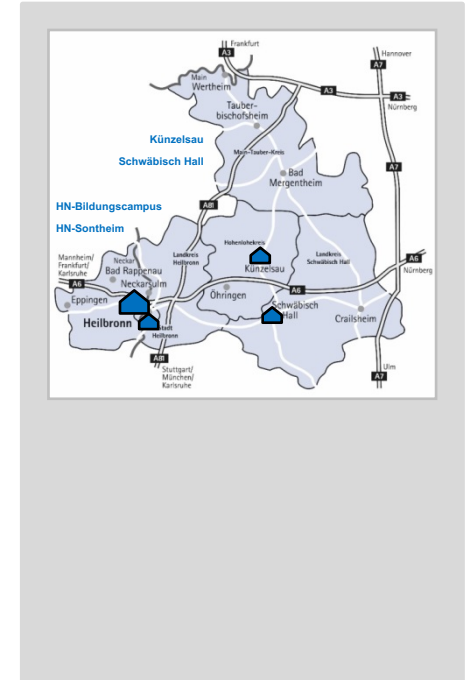 Frankfurt
A3
Hannover
A7
Main
Wertheim
A3
A3
Nürnberg
Tauber-
bischofsheim
Künzelsau
Main-Tauber-Kreis
Schwäbisch Hall
A7
Bad
Mergentheim
HN-Bildungscampus
A81
HN-Sontheim
Hohenlohekreis
Mannheim/
Frankfurt/
Karlsruhe
Neckar
Landkreis
Heilbronn
Landkreis
Schwäbisch Hall
A6
Nürnberg
Bad Rappenau
Künzelsau
A6
Neckarsulm
Öhringen
A6
Eppingen
Schwäbisch
Hall
Crailsheim
Heilbronn
Heilbronn
A81
Stuttgart/
München/
Karlsruhe
Ulm
A7